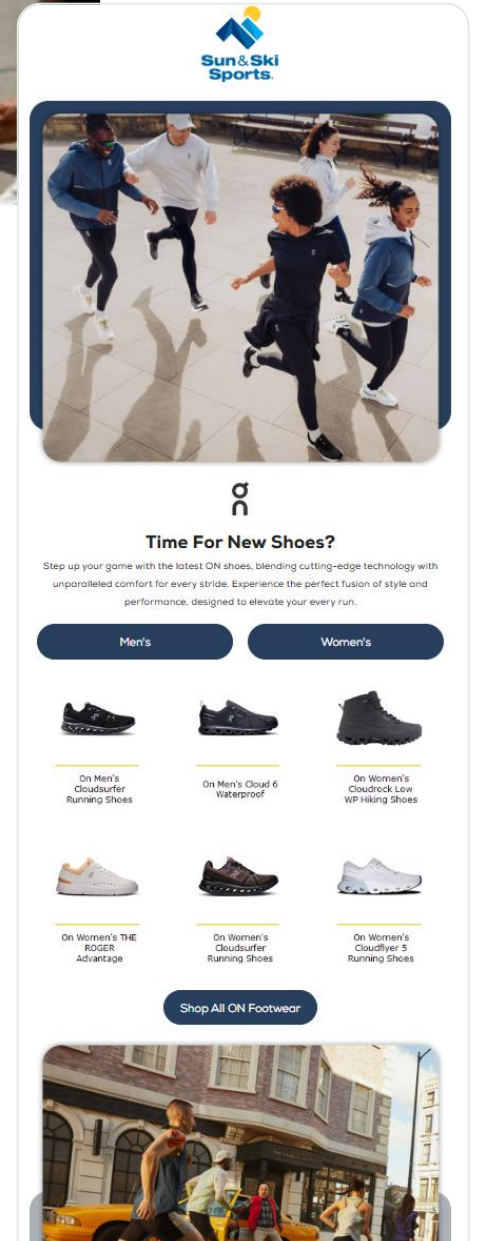 Sun&Ski
Sports.
Time For New Shoes?
Step up your game with the latest ON shoes, blending cutting-edge technology with
unparalleled comfort for every stride. Experience the perfect fusion of style and
performance, designed to elevate your every run.
Men's
Women's
On Men's
Cloudsurfer
Running Shoes
On Men's Cloud 6
Waterproof
On Women's
Cloudrock Low
WP Hiking Shoes
On Women's THE
ROGER
Advantage
On Women's
Cloudsurfer
Running Shoes
On Women's
Cloudflyer 5
Running Shoes
Shop All ON Footwear